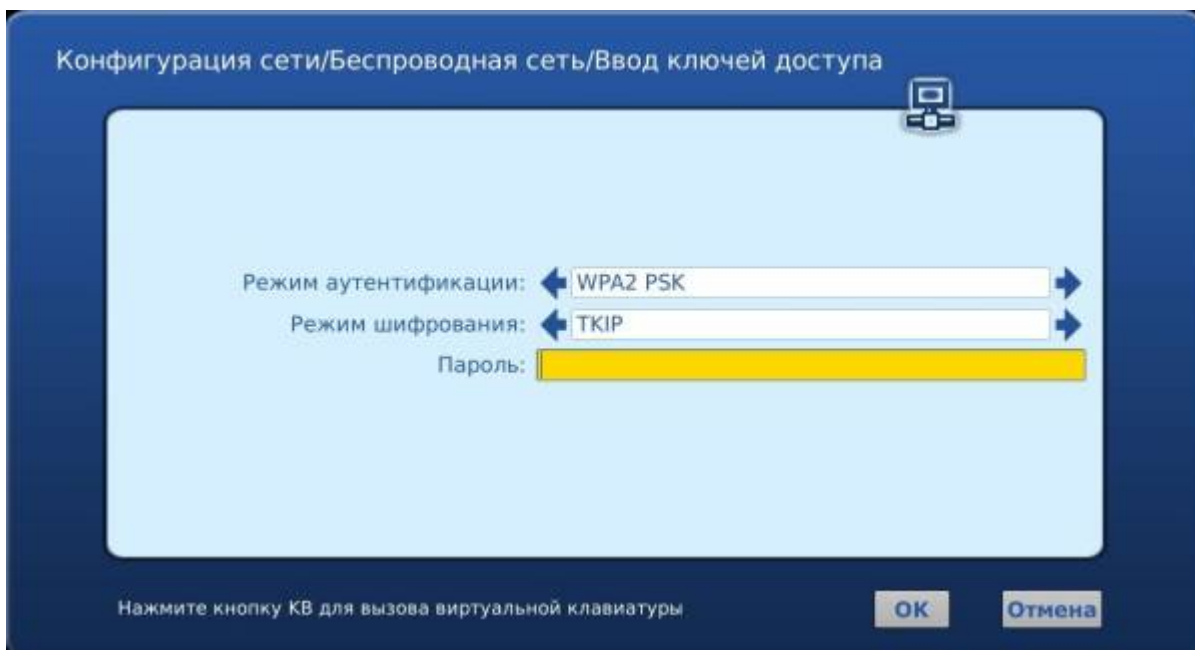 Конфигурация сети/Беспроводная сеть/Ввод ключей доступа
Режим аутентификации: WPA2 PSK
Режим шифрования: TKIP
Пароль:
Нажмите кнопку KB для вызова виртуальной клавиатуры OK Отмена